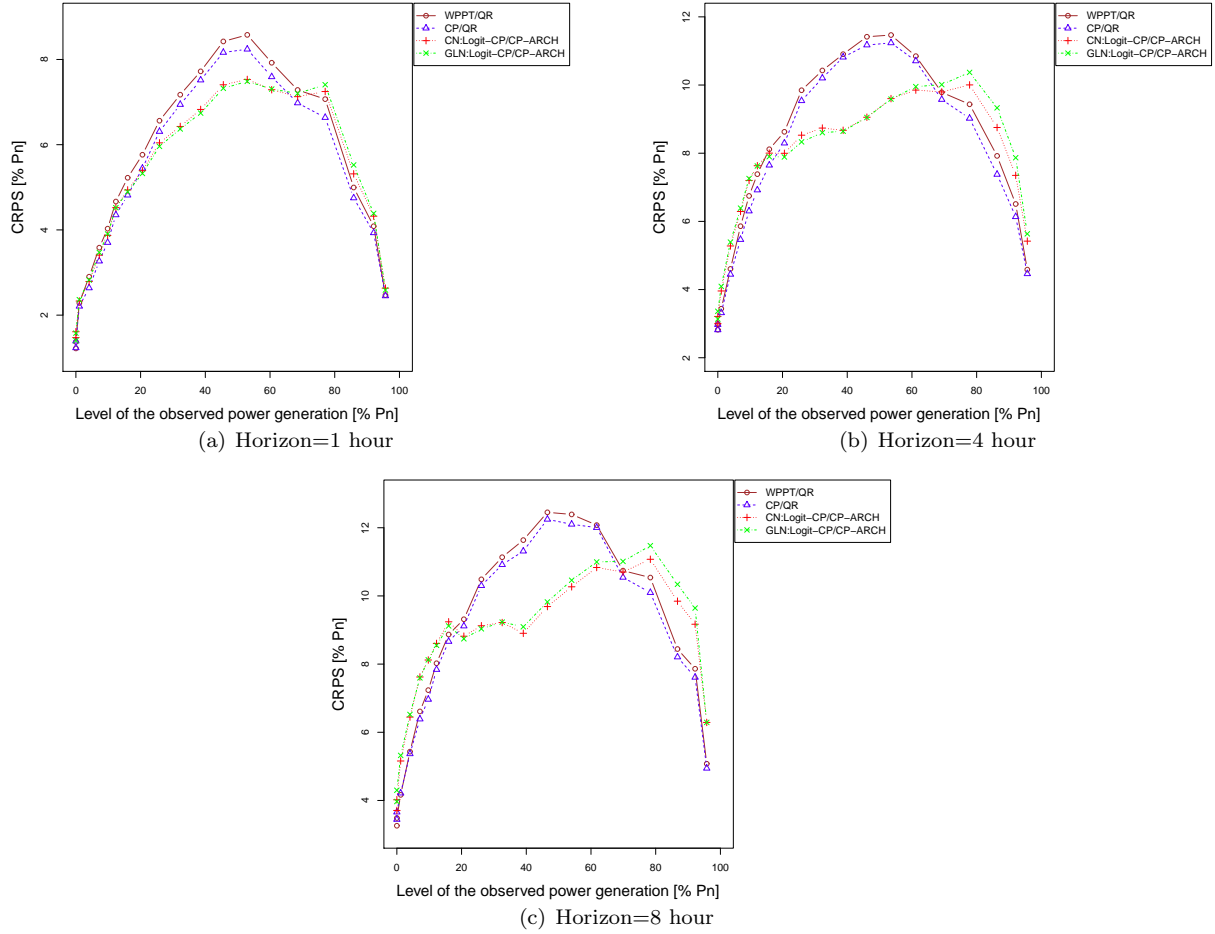 WPPT/QR
CP/QR
CN:Logit−CP/CP−ARCH
GLN:Logit−CP/CP−ARCH
CRPS [% Pn]
2
4
6
8
0
20
40
60
80
100
Level of the observed power generation [% Pn]
(a) Horizon=1 hour
WPPT/QR
CP/QR
CN:Logit−CP/CP−ARCH
GLN:Logit−CP/CP−ARCH
CRPS [% Pn]
2
4
6
8
10
12
0
20
40
60
80
100
Level of the observed power generation [% Pn]
(b) Horizon=4 hour
WPPT/QR
CP/QR
CN:Logit−CP/CP−ARCH
GLN:Logit−CP/CP−ARCH
CRPS [% Pn]
4
6
8
10
12
0
20
40
60
80
100
Level of the observed power generation [% Pn]
(c) Horizon=8 hour